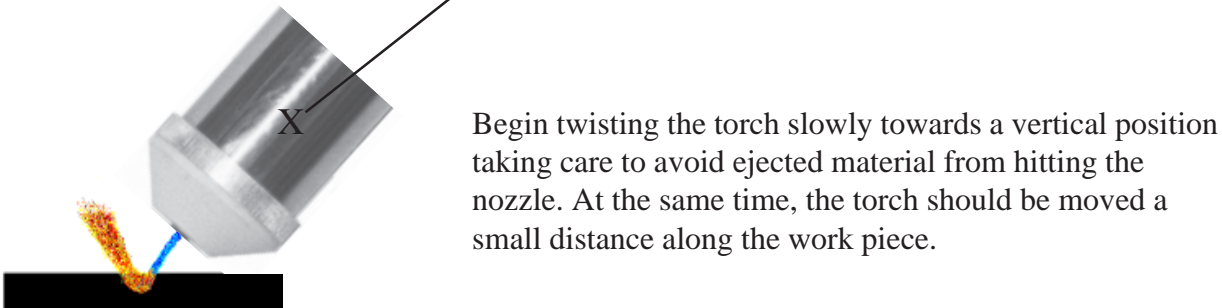 X
Begin twisting the torch slowly towards a vertical position
taking care to avoid ejected material from hitting the
nozzle. At the same time, the torch should be moved a
small distance along the work piece.